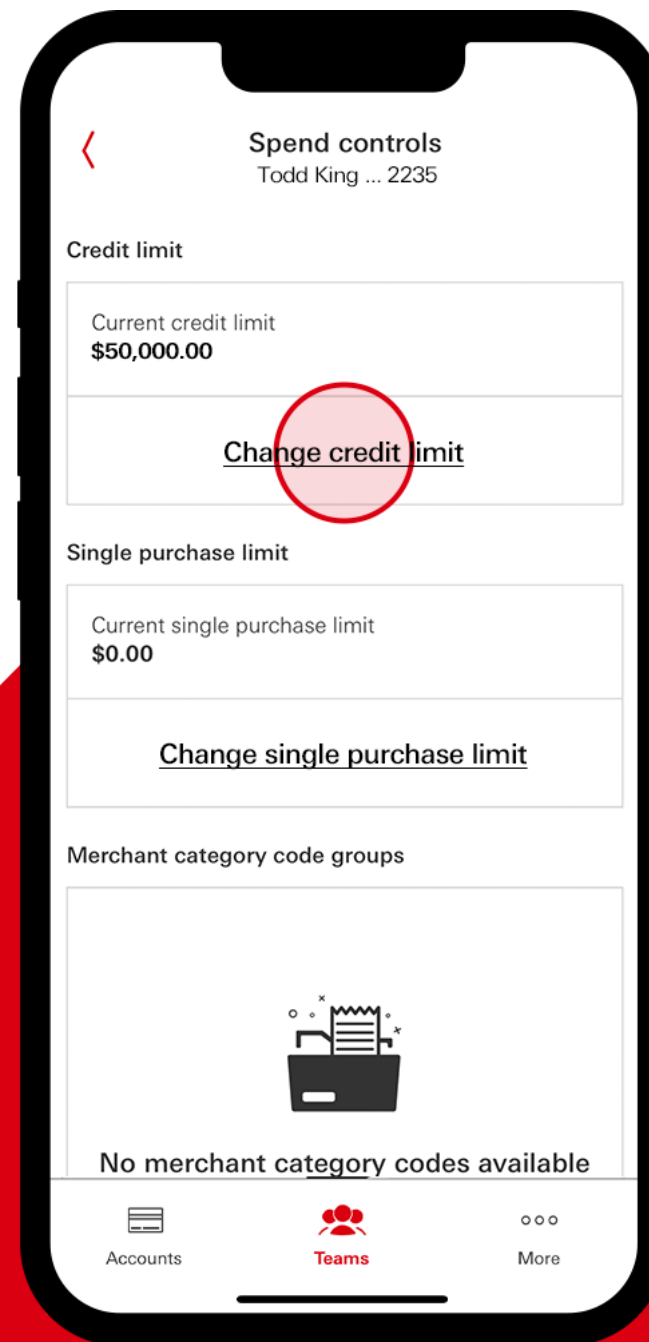 Spend controls
Todd King ... 2235
Credit limit
Current credit limit
$50,000.00
Change credit limit
Single purchase limit
Current single purchase limit
$0.00
Change single purchase limit
Merchant category code groups
No merchant category codes available
Accounts
Teams
More